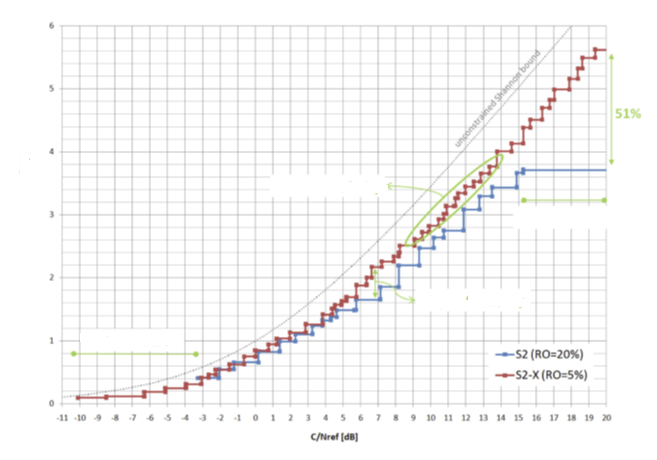 6
5
4
3
2
1
0
unconstrained Shannon bound
51%
S2 (RO=20%)
S2-X (RO=5%)
-11 -10 -9 -8 -7 -6 -5 -4 -3 -2 -1 0 1 2 3 4 5 6 7 8 9 10 11 12 13 14 15 16 17 18 19 20
C/Nref [dB]